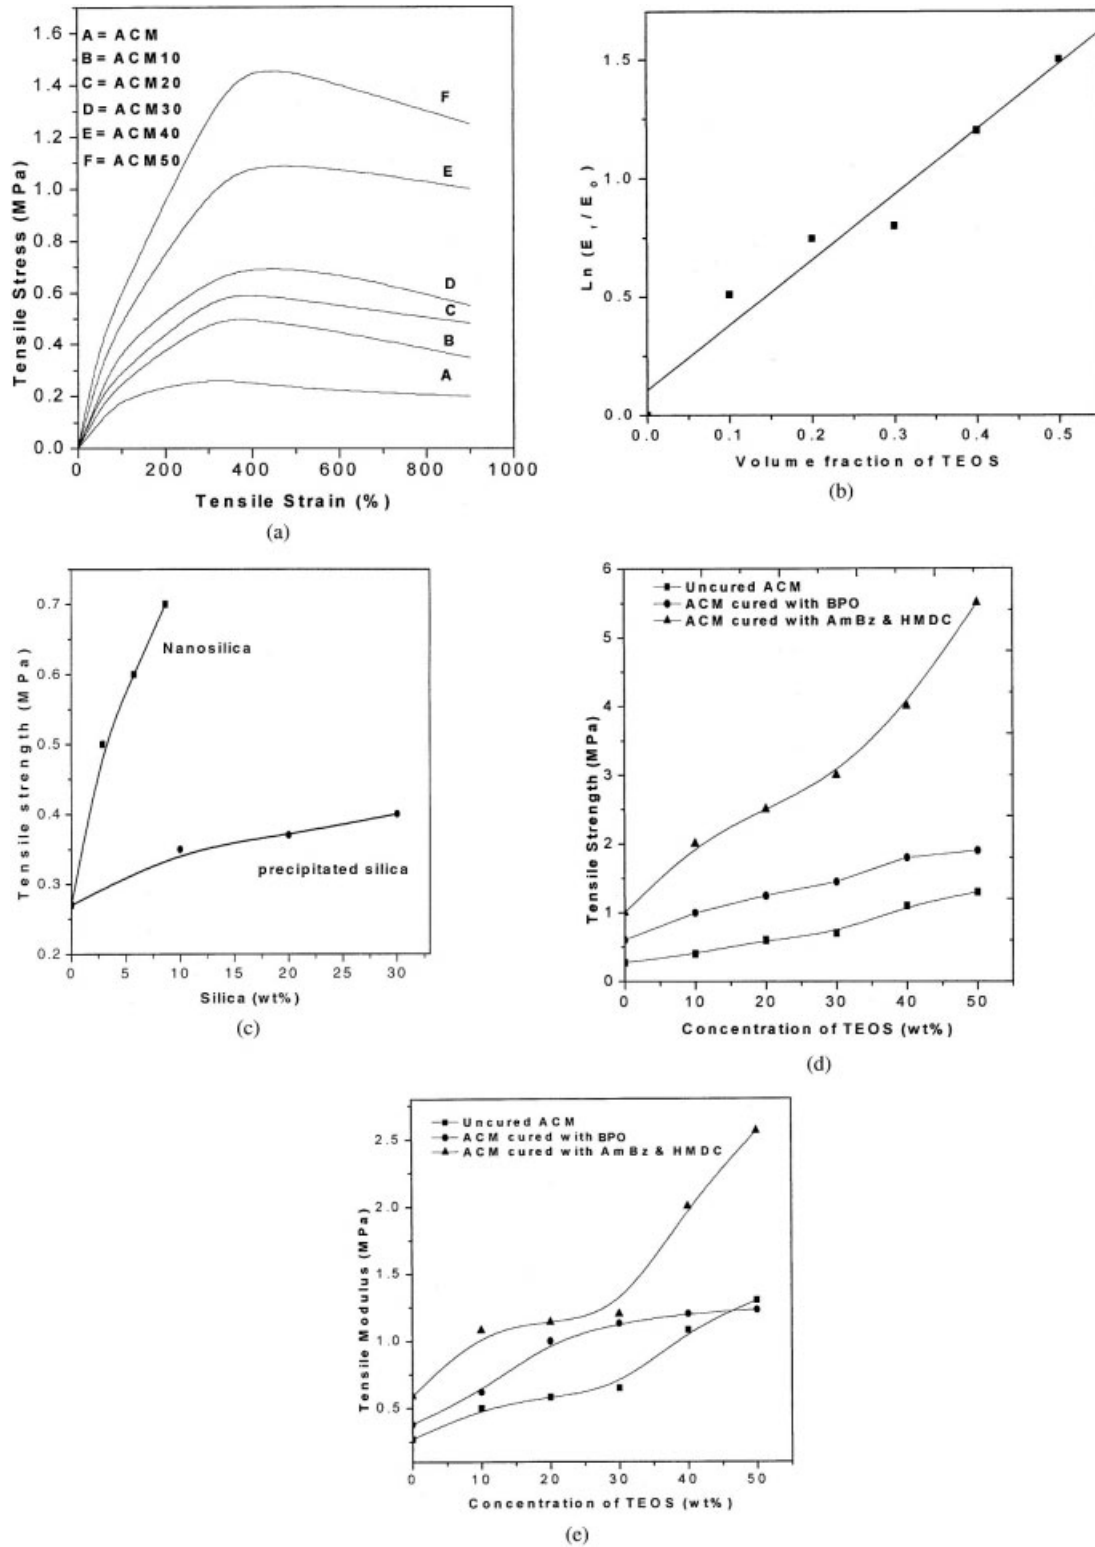 Tensile Stress (MPa)
1.6
1.4
1.2
1.0
0.8
0.6
0.4
0.2
0.0
A = ACM
B = ACM10
C = ACM20
D = ACM30
E = ACM40
F = ACM50
F
E
D
C
B
A
0 200 400 600 800 1000
Tensile Strain (%)
(a)
Ln (E r / E o )
1.5
1.0
0.5
0.0
0.0 0.1 0.2 0.3 0.4 0.5
Volume fraction of TEOS
(b)
Tensile strength (MPa)
0.7
0.6
0.5
0.4
0.3
0.2
Nanosilica
precipitated silica
0 5 10 15 20 25 30
Silica (wt%)
(c)
Tensile Strength (MPa)
6
5
4
3
2
1
0
Uncured ACM
ACM cured with BPO
ACM cured with AmBz & HMDC
0 10 20 30 40 50
Concentration of TEOS (wt%)
(d)
Tensile Modulus (MPa)
2.5
2.0
1.5
1.0
0.5
Uncured ACM
ACM cured with BPO
ACM cured with AmBz & HMDC
0 10 20 30 40 50
Concentration of TEOS (wt%)
(e)